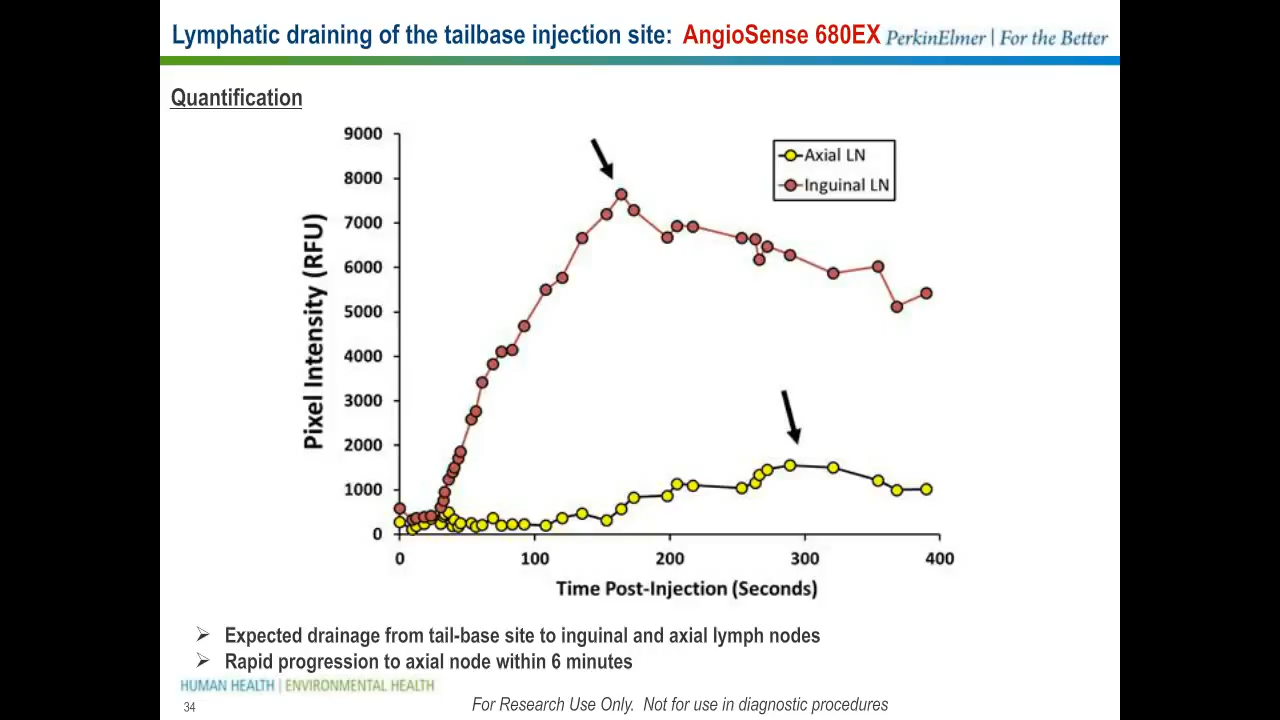 Lymphatic draining of the tailbase injection site: AngioSense 680EX PerkinElmer | For the Better
Quantification
9000
8000
7000
6000
5000
4000
3000
2000
1000
0
Pixel Intensity (RFU)
Axial LN
Inguinal LN
0 100 200 300 400
Time Post-Injection (Seconds)
Expected drainage from tail-base site to inguinal and axial lymph nodes
Rapid progression to axial node within 6 minutes
HUMAN HEALTH | ENVIRONMENTAL HEALTH
34
For Research Use Only. Not for use in diagnostic procedures